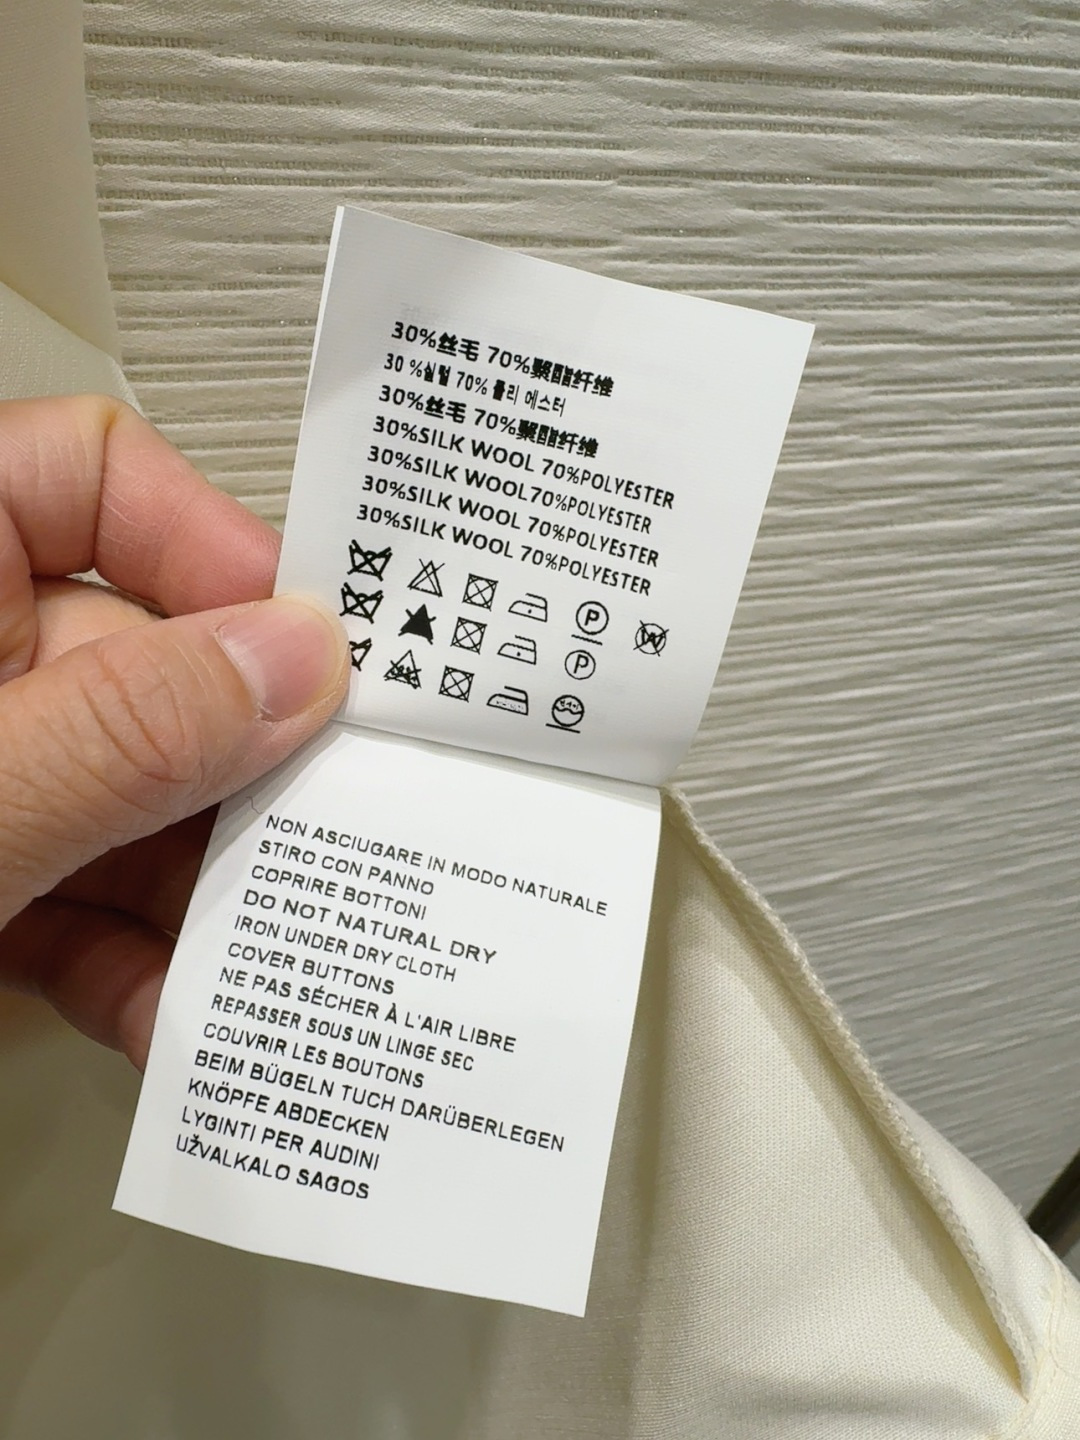 30%丝毛 70%聚酯纤维
30 %실털 70% 폴리 에스터
30%丝毛 70%聚酯纤维
30%SILK WOOL 70%POLYESTER
30%SILK WOOL70%POLYESTER
30%SILK WOOL 70%POLYESTER
30%SILK WOOL 70%POLYESTER
P W
P
NON ASCIUGARE IN MODO NATURALE
STIRO CON PANNO
COPRIRE BOTTONI
DO NOT NATURAL DRY
IRON UNDER DRY CLOTH
COVER BUTTONS
NE PAS SÉCHER À L'AIR LIBRE
REPASSER SOUS UN LINGE SEC
COUVRIR LES BOUTONS
BEIM BÜGELN TUCH DARÜBERLEGEN
KNÖPFE ABDECKEN
LYGINTI PER AUDINI
UŽVALKALO SAGOS